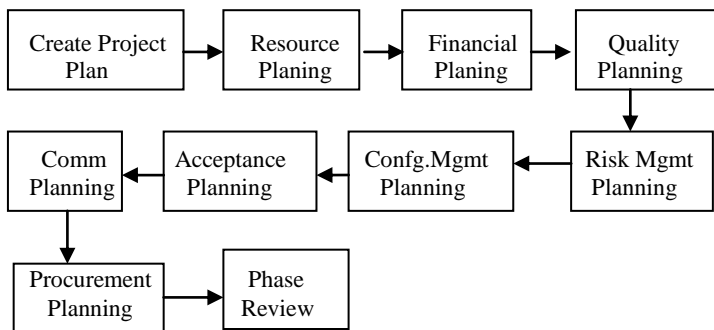 Create Project
Plan
Resource
Planing
Financial
Planing
Quality
Planning
Risk Mgmt
Planning
Confg.Mgmt
Planning
Acceptance
Planning
Comm
Planning
Procurement
Planning
Phase
Review